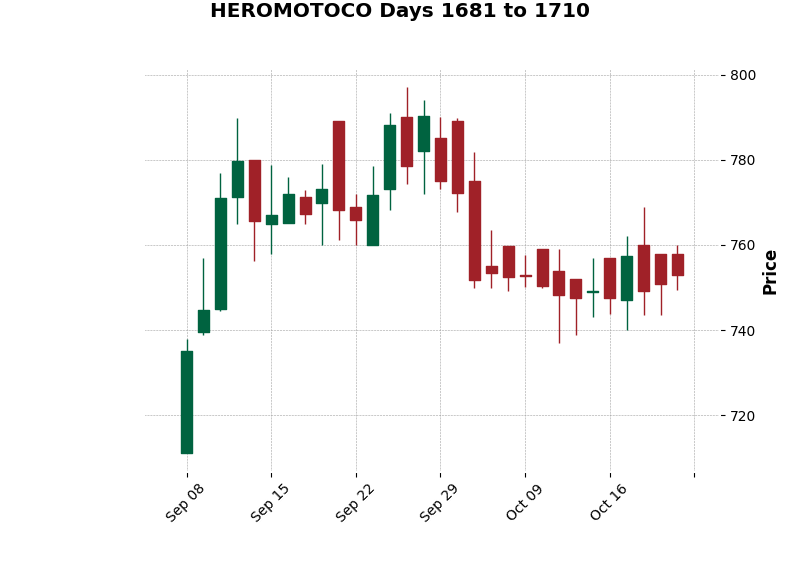 HEROMOTOCO Days 1681 to 1710
800
780
760
740
720
Price
Sep 08
Sep 15
Sep 22
Sep 29
Oct 09
Oct 16